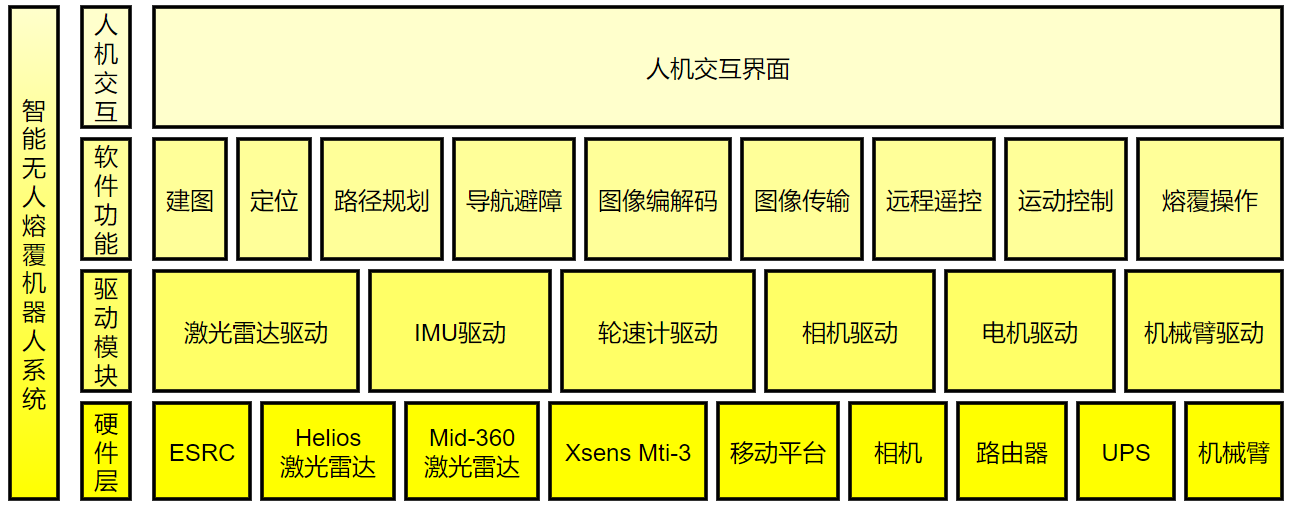 智能无人熔覆机器人系统
人机交互
人机交互界面
软件功能
建图
定位
路径规划
导航避障
图像编解码
图像传输
远程遥控
运动控制
熔覆操作
驱动模块
激光雷达驱动
IMU驱动
轮速计驱动
相机驱动
电机驱动
机械臂驱动
硬件层
ESRC
Helios
激光雷达
Mid-360
激光雷达
Xsens Mti-3
移动平台
相机
路由器
UPS
机械臂